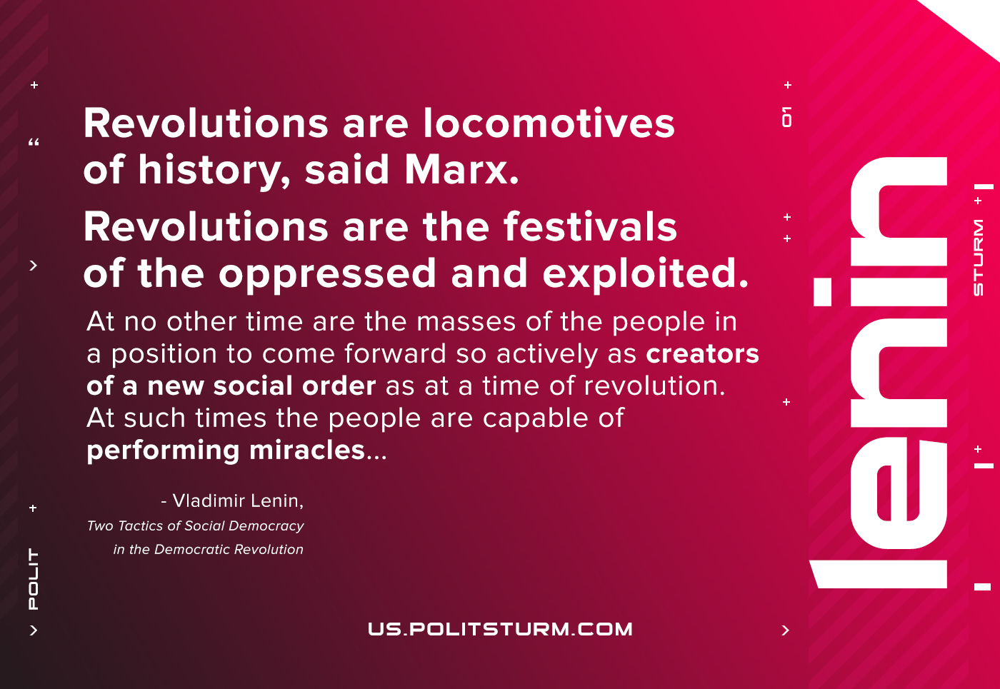 “
Revolutions are locomotives
of history, said Marx.
Revolutions are the festivals
of the oppressed and exploited.
At no other time are the masses of the people in
a position to come forward so actively as creators
of a new social order as at a time of revolution.
At such times the people are capable of
performing miracles...
- Vladimir Lenin,
Two Tactics of Social Democracy
in the Democratic Revolution
POLIT
US.POLITSTURM.COM
01
lenin
STURM